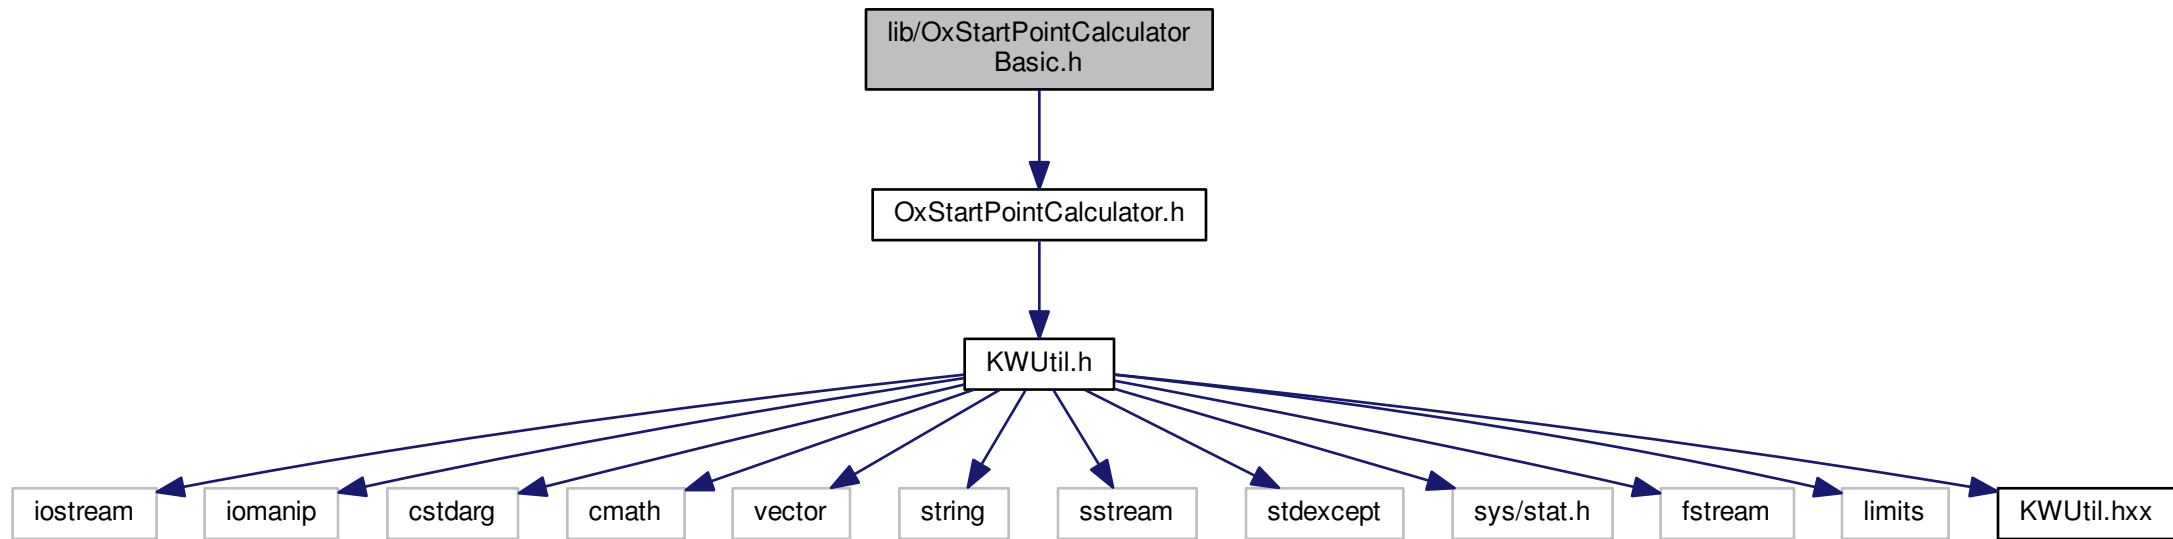 lib/OxStartPointCalculator
Basic.h
OxStartPointCalculator.h
KWUtil.h
iostream
iomanip
cstdarg
cmath
vector
string
sstream
stdexcept
sys/stat.h
fstream
limits
KWUtil.hxx